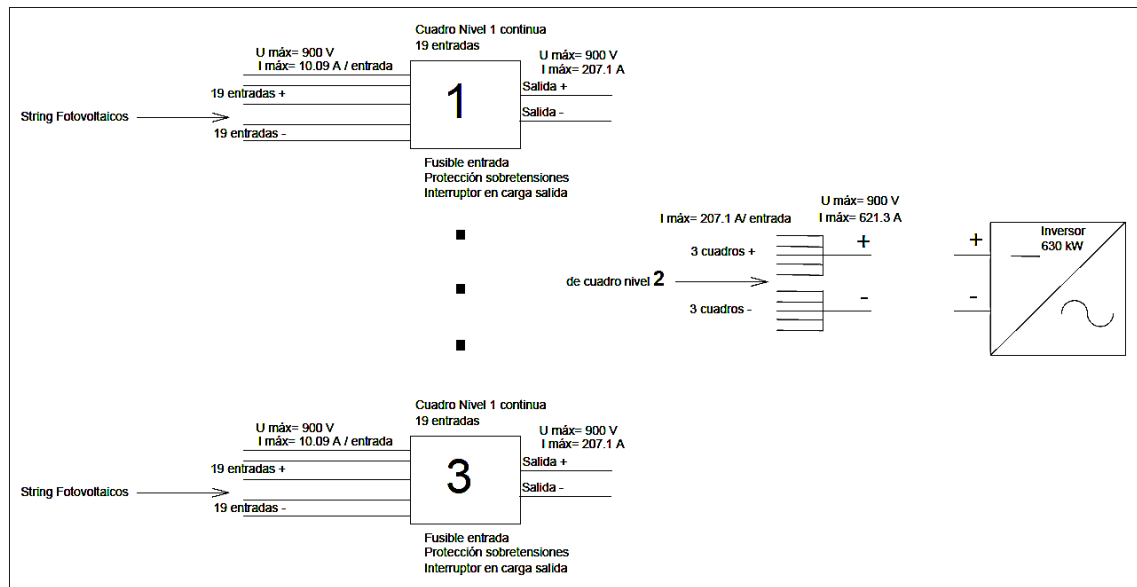 Cuadro Nivel 1 continua
19 entradas
U máx= 900 V
I máx= 10.09 A / entrada
U máx= 900 V
I máx= 207.1 A
19 entradas +
String Fotovoltaicos
19 entradas -
1
Salida +
Salida -
Fusible entrada
Protección sobretensiones
Interruptor en carga salida
I máx= 207.1 A/ entrada
U máx= 900 V
I máx= 621.3 A
3 cuadros +
de cuadro nivel 2
3 cuadros -
+
-
+
-
Inversor
630 kW
Cuadro Nivel 1 continua
19 entradas
U máx= 900 V
I máx= 10.09 A / entrada
U máx= 900 V
I máx= 207.1 A
19 entradas +
String Fotovoltaicos
19 entradas -
3
Salida +
Salida -
Fusible entrada
Protección sobretensiones
Interruptor en carga salida